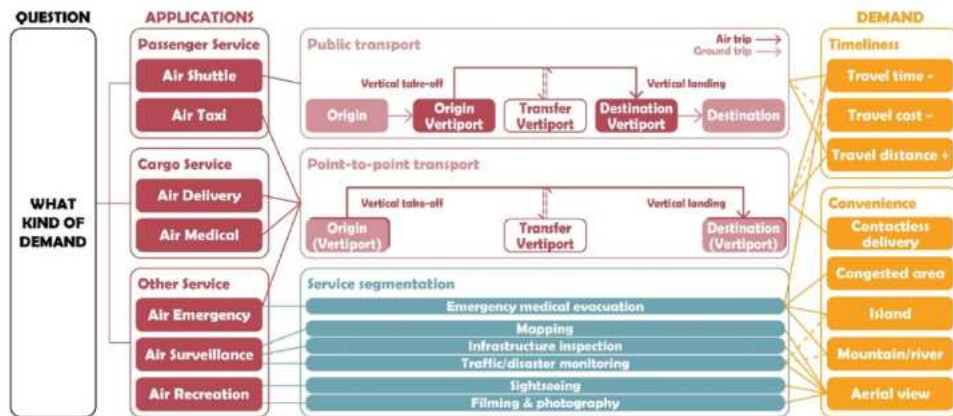 QUESTION
APPLICATIONS
DEMAND
WHAT
KIND OF
DEMAND
Passenger Service
Air Shuttle
Air Taxi
Cargo Service
Air Delivery
Air Medical
Other Service
Air Emergency
Air Surveillance
Air Recreation
Public transport
Air trip
Ground trip
Vertical take-off
Vertical landing
Origin
Origin
Vertiport
Transfer
Vertiport
Destination
Vertiport
Destination
Point-to-point transport
Vertical take-off
Vertical landing
Origin
(Vertiport)
Transfer
Vertiport
Destination
(Vertiport)
Service segmentation
Emergency medical evacuation
Mapping
Infrastructure inspection
Traffic/disaster monitoring
Sightseeing
Filming & photography
Timeliness
Travel time -
Travel cost -
Travel distance +
Convenience
Contactless
delivery
Congested area
Island
Mountain/river
Aerial view